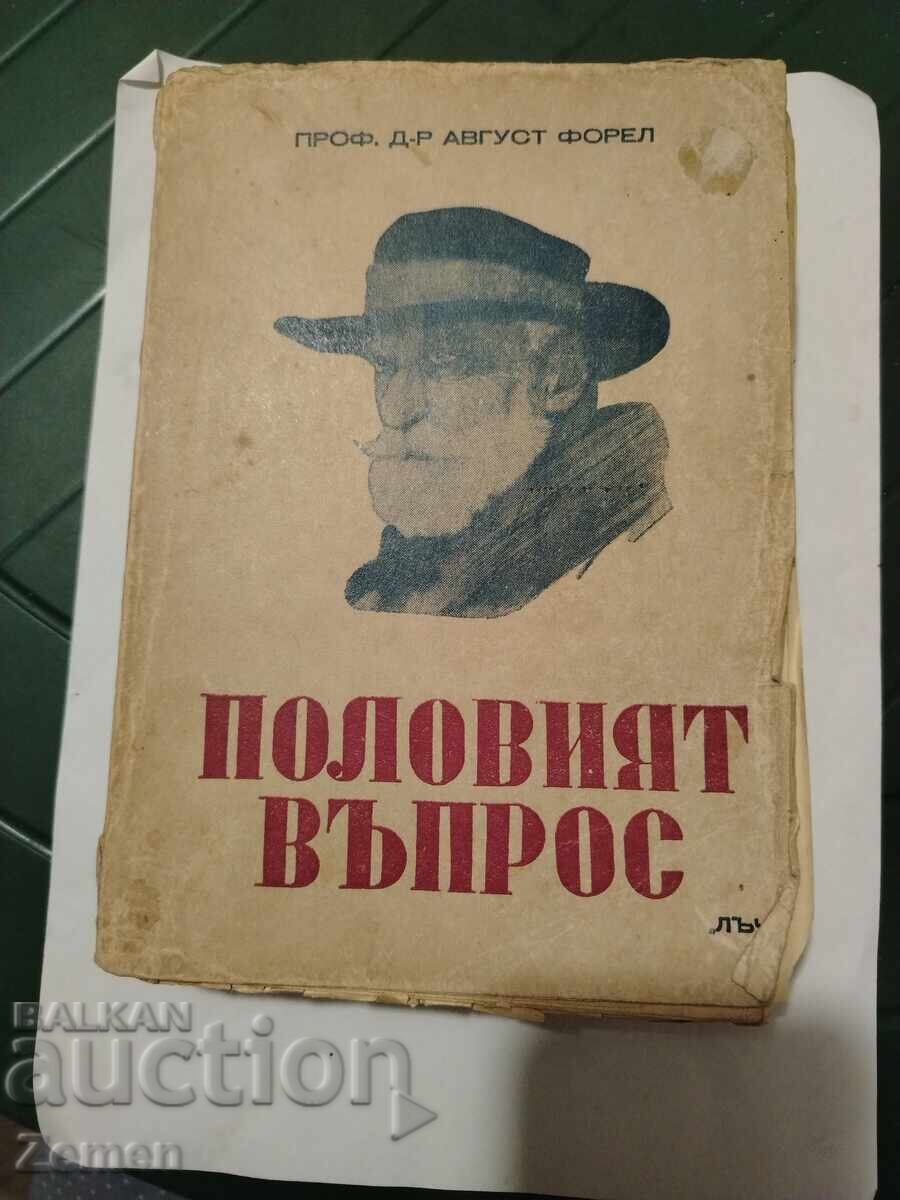 ПРОФ. Д-Р АВГУСТ ФОРЕЛ
ПОЛОВИЯТ
ВЪПРОС
BALKAN
auction
Zemen